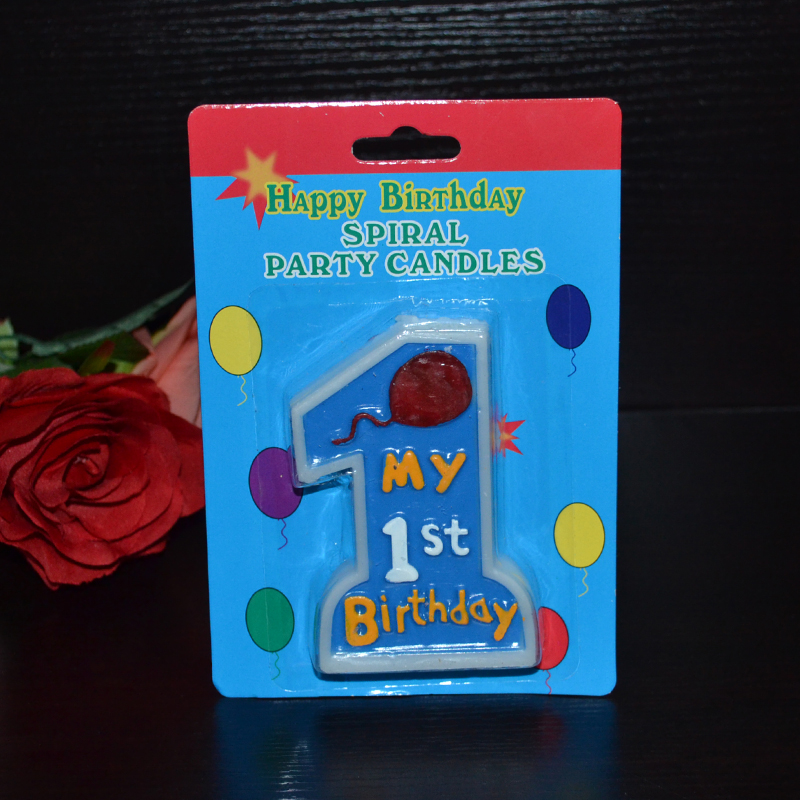 Happy Birthday
SPIRAL
PARTY CANDLES
My
1st
Birthday